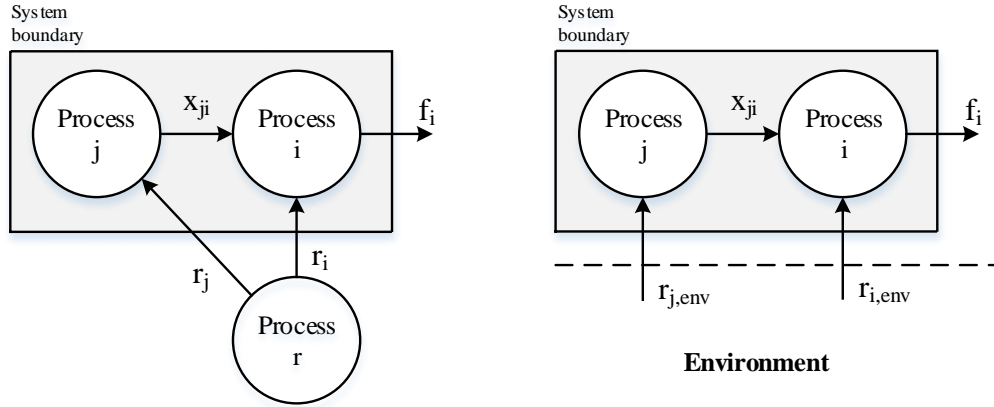 System
boundary
Process
j
x_ji
Process
i
f_i
r_j
r_i
Process
r
System
boundary
Process
j
x_ji
Process
i
f_i
r_j,env
r_i,env
Environment